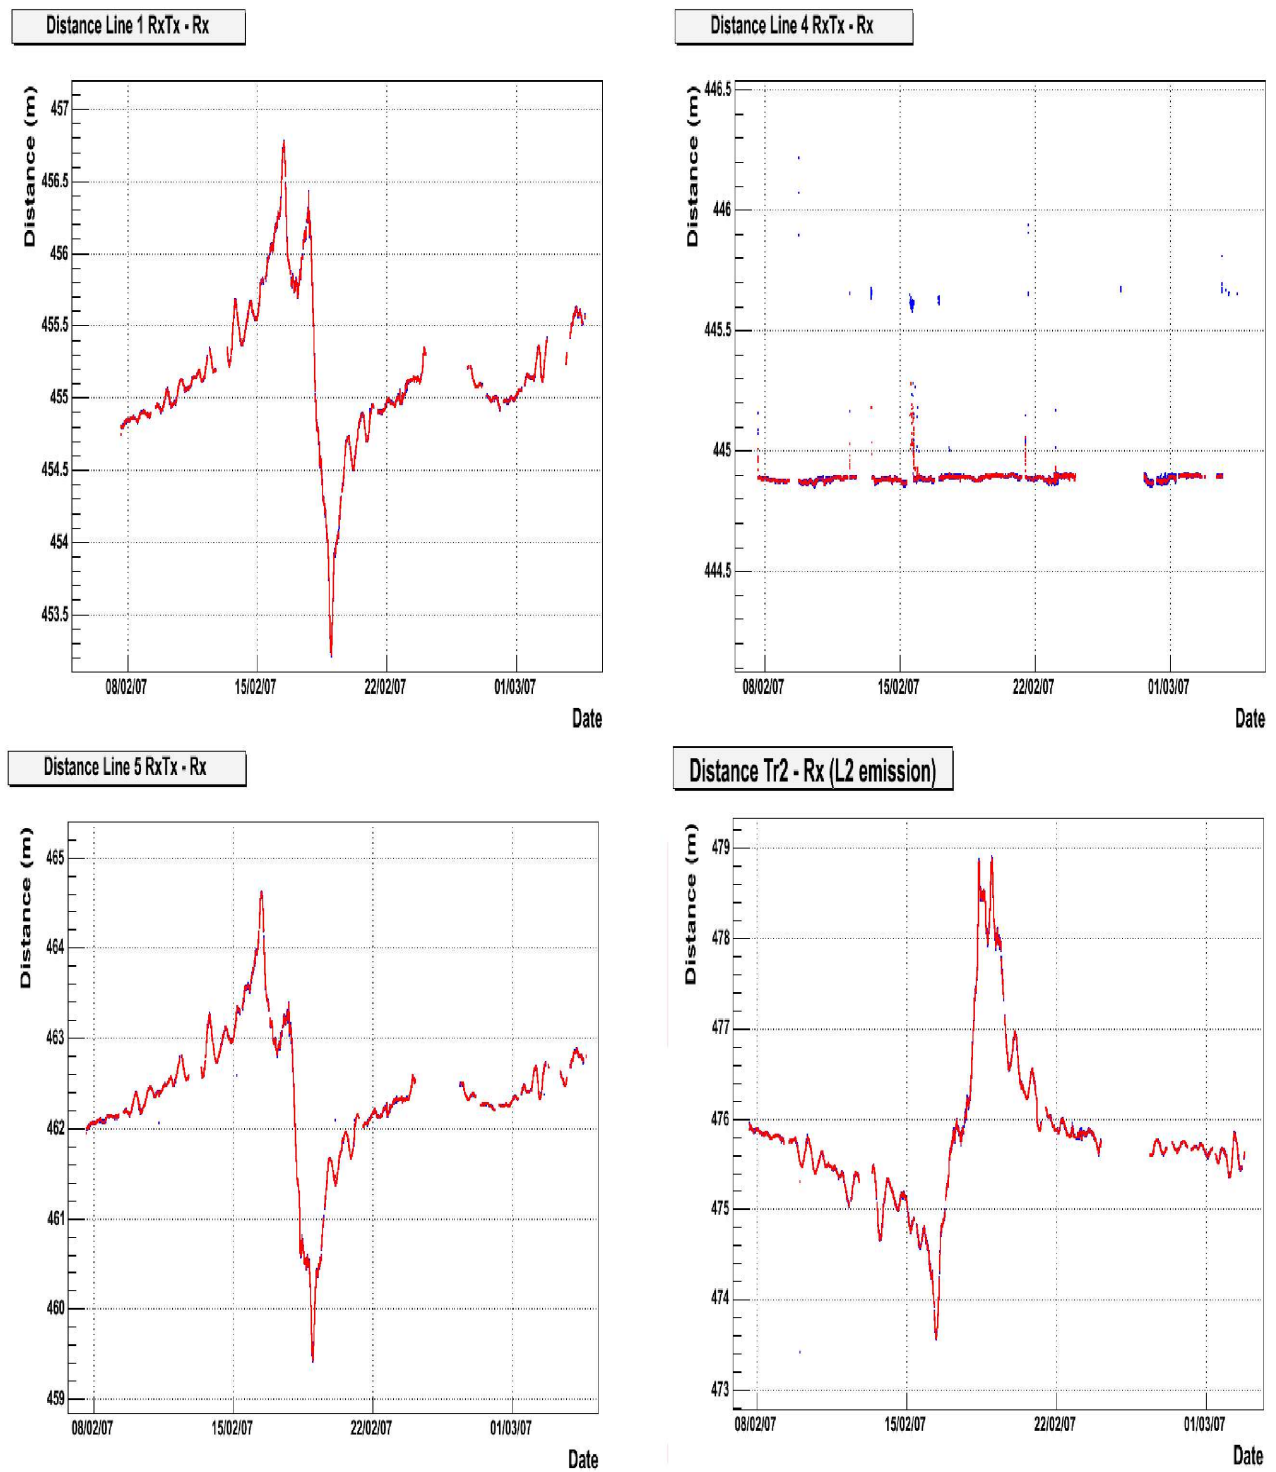 Distance Line 1 RxTx - Rx
Distance (m)
457
456.5
456
455.5
455
454.5
454
453.5
08/02/07 15/02/07 22/02/07 01/03/07
Date
Distance Line 4 RxTx - Rx
Distance (m)
446.5
446
445.5
445
444.5
08/02/07 15/02/07 22/02/07 01/03/07
Date
Distance Line 5 RxTx - Rx
Distance (m)
465
464
463
462
461
460
459
08/02/07 15/02/07 22/02/07 01/03/07
Date
Distance Tr2 - Rx (L2 emission)
Distance (m)
479
478
477
476
475
474
473
08/02/07 15/02/07 22/02/07 01/03/07
Date